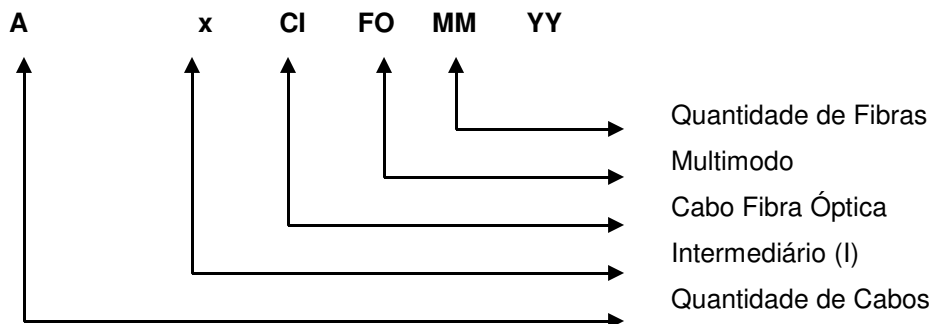 A x CI FO MM YY
Quantidade de Fibras
Multimodo
Cabo Fibra Óptica
Intermediário (I)
Quantidade de Cabos